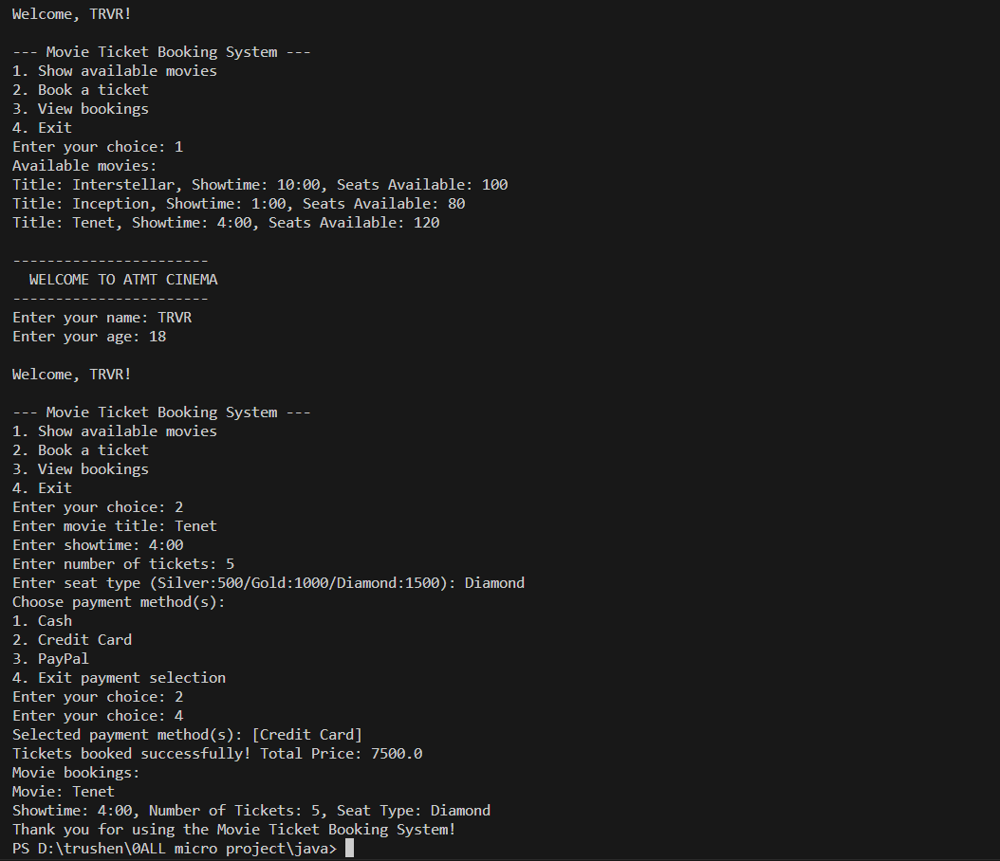 Welcome, TRVR!
--- Movie Ticket Booking System ---
1. Show available movies
2. Book a ticket
3. View bookings
4. Exit
Enter your choice: 1
Available movies:
Title: Interstellar, Showtime: 10:00, Seats Available: 100
Title: Inception, Showtime: 1:00, Seats Available: 80
Title: Tenet, Showtime: 4:00, Seats Available: 120
-----------------------
WELCOME TO ATMT CINEMA
-----------------------
Enter your name: TRVR
Enter your age: 18
Welcome, TRVR!
--- Movie Ticket Booking System ---
1. Show available movies
2. Book a ticket
3. View bookings
4. Exit
Enter your choice: 2
Enter movie title: Tenet
Enter showtime: 4:00
Enter number of tickets: 5
Enter seat type (Silver:500/Gold:1000/Diamond:1500): Diamond
Choose payment method(s):
1. Cash
2. Credit Card
3. PayPal
4. Exit payment selection
Enter your choice: 2
Enter your choice: 4
Selected payment method(s): [Credit Card]
Tickets booked successfully! Total Price: 7500.0
Movie bookings:
Movie: Tenet
Showtime: 4:00, Number of Tickets: 5, Seat Type: Diamond
Thank you for using the Movie Ticket Booking System!
PS D:\trushen\0ALL micro project\java>